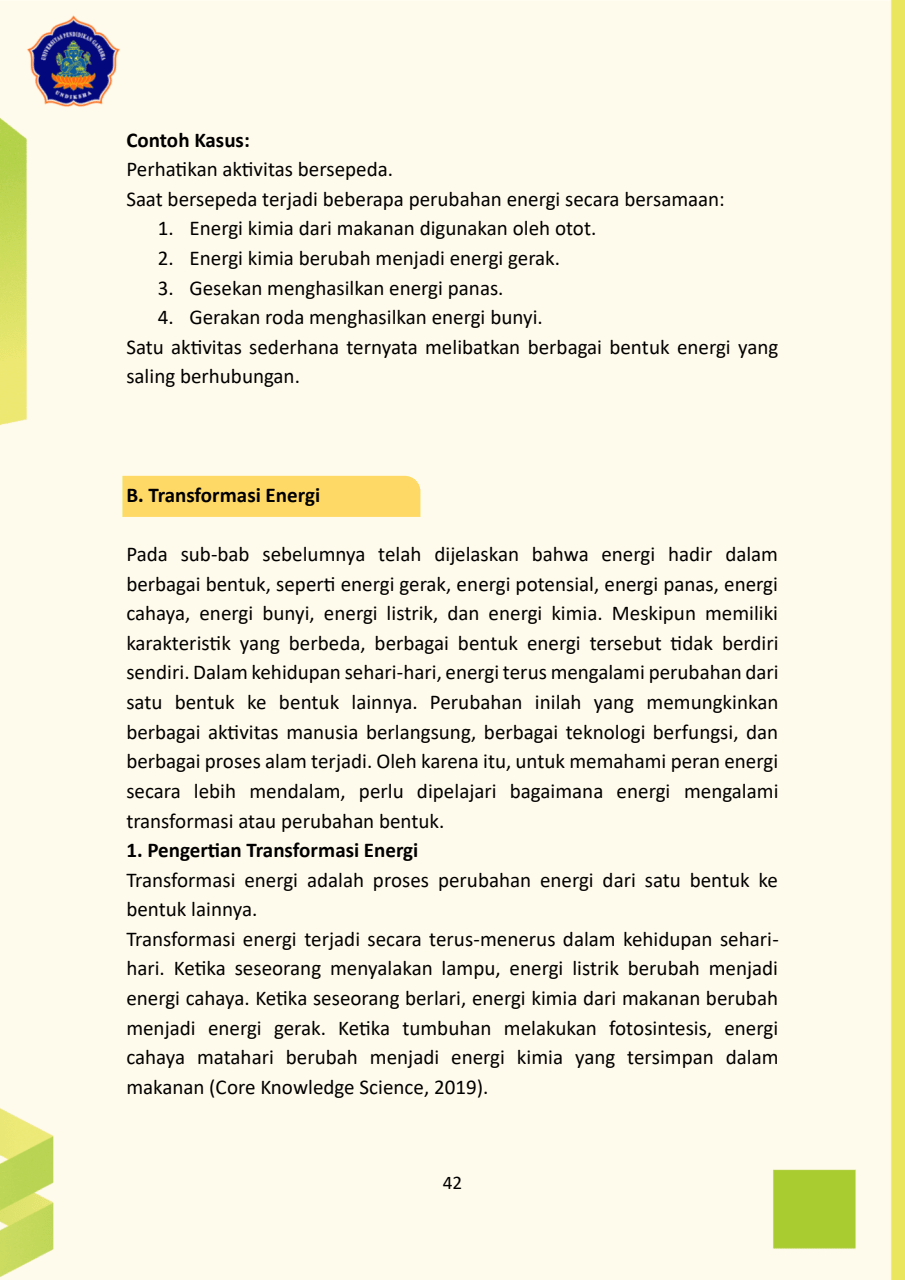 UNIVERSITAS PENDIDIKAN GANESHA
UNDIKSHA
Contoh Kasus:
Perhatikan aktivitas bersepeda.
Saat bersepeda terjadi beberapa perubahan energi secara bersamaan:
1. Energi kimia dari makanan digunakan oleh otot.
2. Energi kimia berubah menjadi energi gerak.
3. Gesekan menghasilkan energi panas.
4. Gerakan roda menghasilkan energi bunyi.
Satu aktivitas sederhana ternyata melibatkan berbagai bentuk energi yang
saling berhubungan.
B. Transformasi Energi
Pada sub-bab sebelumnya telah dijelaskan bahwa energi hadir dalam
berbagai bentuk, seperti energi gerak, energi potensial, energi panas, energi
cahaya, energi bunyi, energi listrik, dan energi kimia. Meskipun memiliki
karakteristik yang berbeda, berbagai bentuk energi tersebut tidak berdiri
sendiri. Dalam kehidupan sehari-hari, energi terus mengalami perubahan dari
satu bentuk ke bentuk lainnya. Perubahan inilah yang memungkinkan
berbagai aktivitas manusia berlangsung, berbagai teknologi berfungsi, dan
berbagai proses alam terjadi. Oleh karena itu, untuk memahami peran energi
secara lebih mendalam, perlu dipelajari bagaimana energi mengalami
transformasi atau perubahan bentuk.
1. Pengertian Transformasi Energi
Transformasi energi adalah proses perubahan energi dari satu bentuk ke
bentuk lainnya.
Transformasi energi terjadi secara terus-menerus dalam kehidupan sehari-
hari. Ketika seseorang menyalakan lampu, energi listrik berubah menjadi
energi cahaya. Ketika seseorang berlari, energi kimia dari makanan berubah
menjadi energi gerak. Ketika tumbuhan melakukan fotosintesis, energi
cahaya matahari berubah menjadi energi kimia yang tersimpan dalam
makanan (Core Knowledge Science, 2019).
42